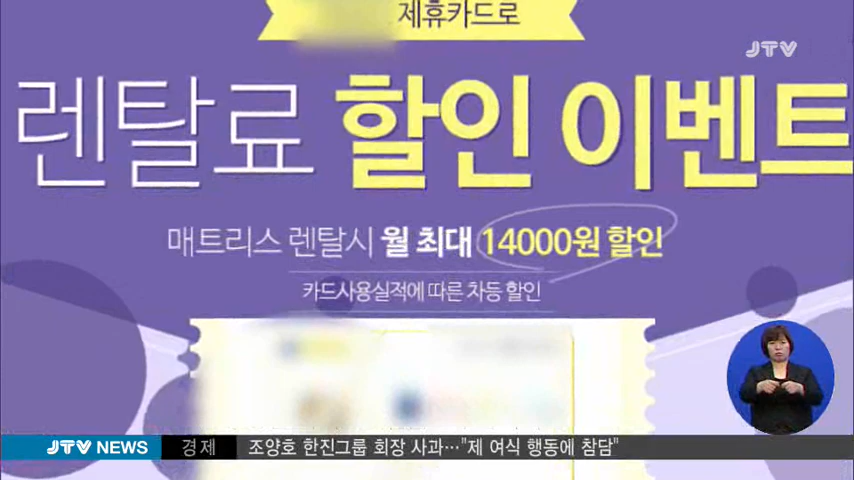 제휴카드로
JTV
렌탈료 할인 이벤트
매트리스 렌탈시 월 최대 14000원 할인
카드사용실적에 따른 차등 할인
JTV NEWS 경제 조양호 한진그룹 회장 사과…"제 여식 행동에 참담"